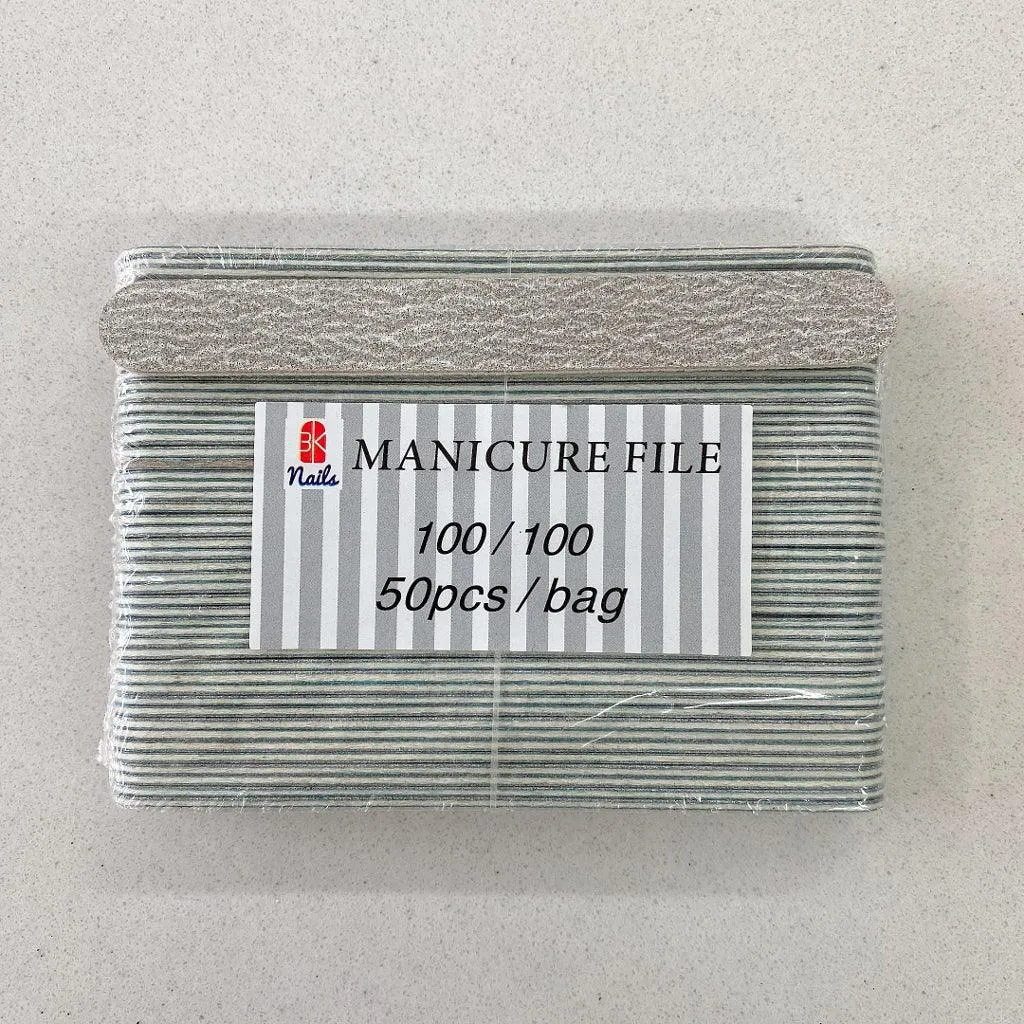 BK
Nails
MANICURE FILE
100/100
50pcs/bag